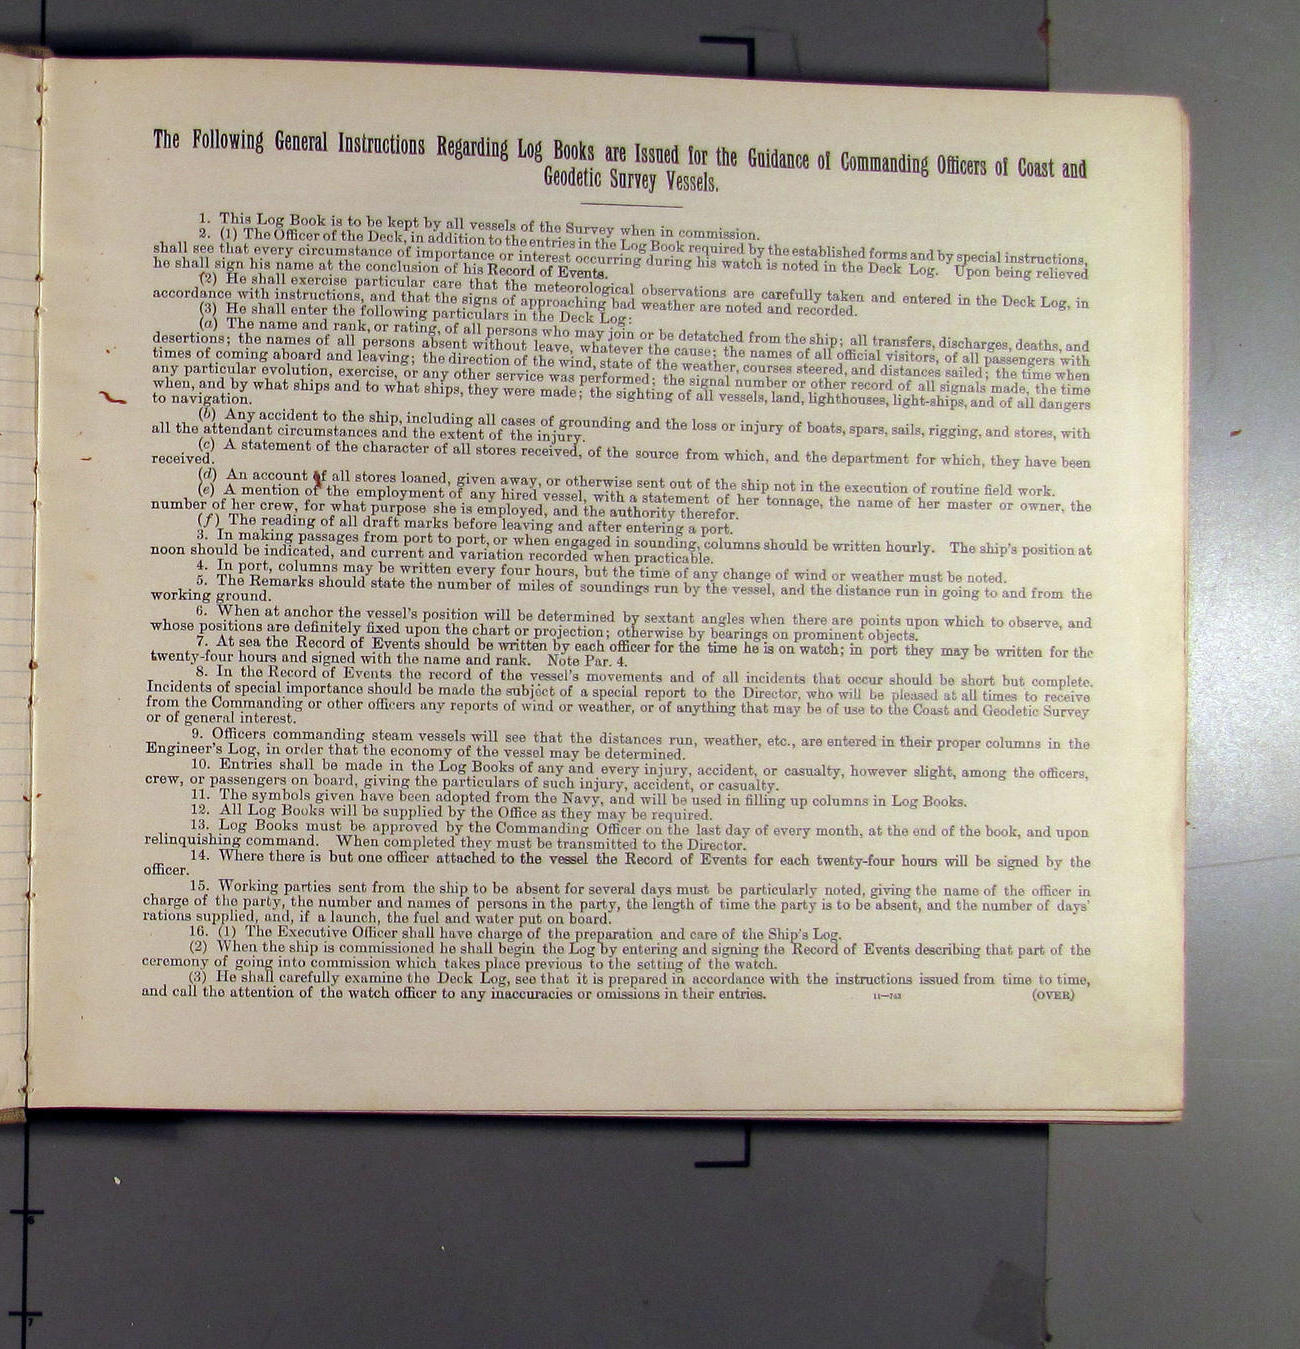 The Following General Instructions Regarding Log Books are Issued for the Guidance of Commanding Officers of Coast and
Geodetic Survey Vessels.
1. This Log Book is to be kept by all vessels of the Survey when in commission.
2. (1) The Officer of the Deck, in addition to the entries in the Log Book required by the established forms and by special instructions,
shall see that every circumstance of importance or interest occurring during his watch is noted in the Deck Log. Upon being relieved
he shall sign his name at the conclusion of his Record of Events.
(2) He shall exercise particular care that the meteorological observations are carefully taken and entered in the Deck Log, in
accordance with instructions, and that the signs of approaching bad weather are noted and recorded.
(3) He shall enter the following particulars in the Deck Log:
(a) The name and rank, or rating, of all persons who may join or be detatched from the ship; all transfers, discharges, deaths, and
desertions; the names of all persons absent without leave, whatever the cause; the names of all official visitors, of all passengers with
times of coming aboard and leaving; the direction of the wind, state of the weather, courses steered, and distances sailed; the time when
any particular evolution, exercise, or any other service was performed; the signal number or other record of all signals made, the time
when, and by what ships and to what ships, they were made; the sighting of all vessels, land, lighthouses, light-ships, and of all dangers
to navigation.
(b) Any accident to the ship, including all cases of grounding and the loss or injury of boats, spars, sails, rigging, and stores, with
all the attendant circumstances and the extent of the injury.
(c) A statement of the character of all stores received, of the source from which, and the department for which, they have been
received.
(d) An account of all stores loaned, given away, or otherwise sent out of the ship not in the execution of routine field work.
(e) A mention of the employment of any hired vessel, with a statement of her tonnage, the name of her master or owner, the
number of her crew, for what purpose she is employed, and the authority therefor.
(f) The reading of all draft marks before leaving and after entering a port.
3. In making passages from port to port, or when engaged in sounding, columns should be written hourly. The ship's position at
noon should be indicated, and current and variation recorded when practicable.
4. In port, columns may be written every four hours, but the time of any change of wind or weather must be noted.
5. The Remarks should state the number of miles of soundings run by the vessel, and the distance run in going to and from the
working ground.
6. When at anchor the vessel's position will be determined by sextant angles when there are points upon which to observe, and
whose positions are definitely fixed upon the chart or projection; otherwise by bearings on prominent objects.
7. At sea the Record of Events should be written by each officer for the time he is on watch; in port they may be written for the
twenty-four hours and signed with the name and rank. Note Par. 4.
8. In the Record of Events the record of the vessel's movements and of all incidents that occur should be short but complete.
Incidents of special importance should be made the subject of a special report to the Director, who will be pleased at all times to receive
from the Commanding or other officers any reports of wind or weather, or of anything that may be of use to the Coast and Geodetic Survey
or of general interest.
9. Officers commanding steam vessels will see that the distances run, weather, etc., are entered in their proper columns in the
Engineer's Log, in order that the economy of the vessel may be determined.
10. Entries shall be made in the Log Books of any and every injury, accident, or casualty, however slight, among the officers,
crew, or passengers on board, giving the particulars of such injury, accident, or casualty.
11. The symbols given have been adopted from the Navy, and will be used in filling up columns in Log Books.
12. All Log Books will be supplied by the Office as they may be required.
13. Log Books must be approved by the Commanding Officer on the last day of every month, at the end of the book, and upon
relinquishing command. When completed they must be transmitted to the Director.
14. Where there is but one officer attached to the vessel the Record of Events for each twenty-four hours will be signed by the
officer.
15. Working parties sent from the ship to be absent for several days must be particularly noted, giving the name of the officer in
charge of the party, the number and names of persons in the party, the length of time the party is to be absent, and the number of days'
rations supplied, and, if a launch, the fuel and water put on board.
16. (1) The Executive Officer shall have charge of the preparation and care of the Ship's Log.
(2) When the ship is commissioned he shall begin the Log by entering and signing the Record of Events describing that part of the
ceremony of going into commission which takes place previous to the setting of the watch.
(3) He shall carefully examine the Deck Log, see that it is prepared in accordance with the instructions issued from time to time,
and call the attention of the watch officer to any inaccuracies or omissions in their entries. 11—743 (OVER)
6
7